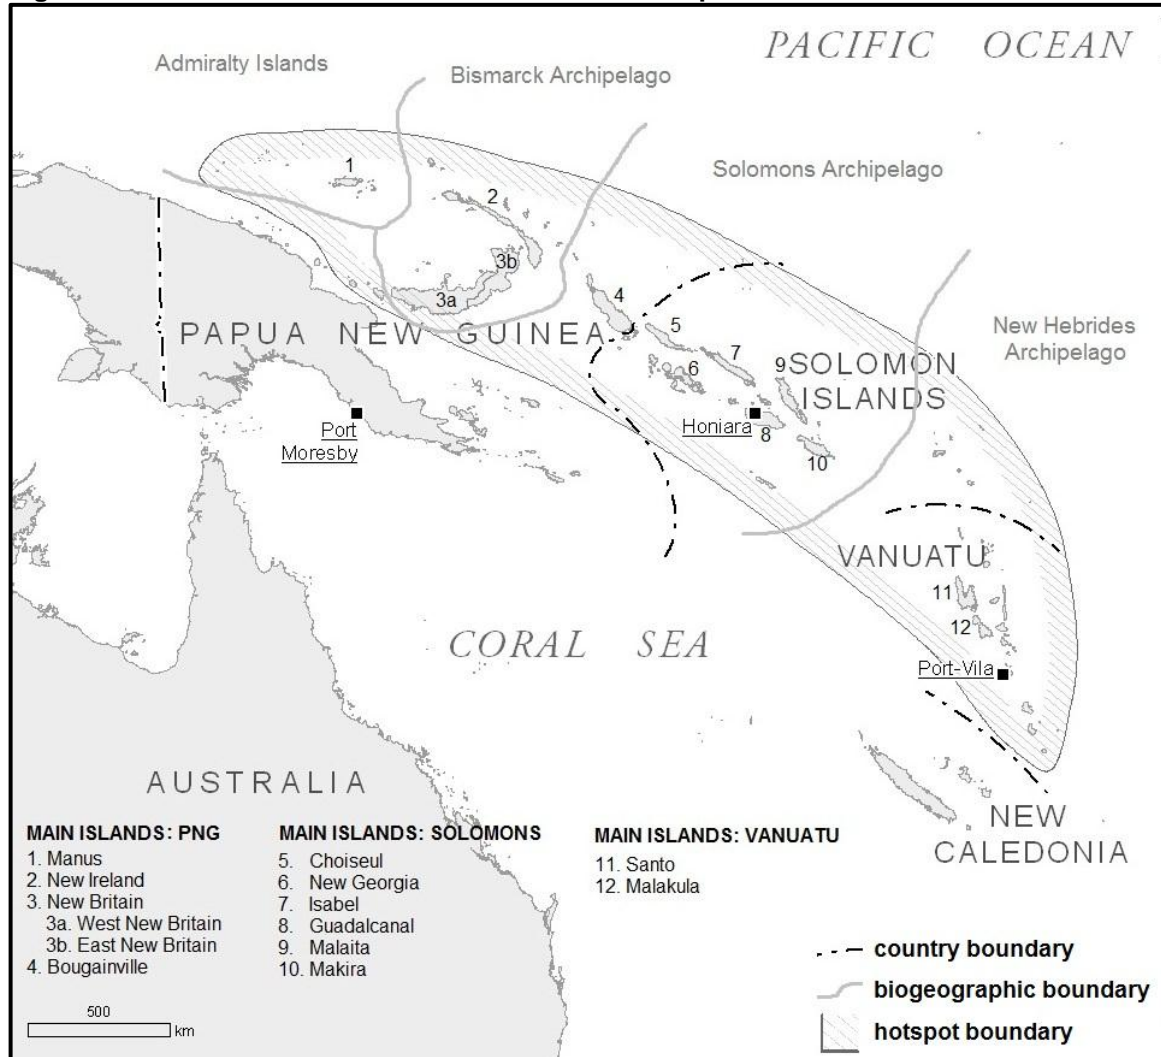 PACIFIC OCEAN
Admiralty Islands
Bismarck Archipelago
Solomons Archipelago
New Hebrides
Archipelago
1
2
3b
3a
4
5
6
7
9
8
10
PAPUA NEW GUINEA
SOLOMON
ISLANDS
Port
Moresby
Honiara
VANUATU
11
12
Port-Vila
CORAL SEA
AUSTRALIA
NEW
CALEDONIA
MAIN ISLANDS: PNG
1. Manus
2. New Ireland
3. New Britain
3a. West New Britain
3b. East New Britain
4. Bougainville
MAIN ISLANDS: SOLOMONS
5. Choiseul
6. New Georgia
7. Isabel
8. Guadalcanal
9. Malaita
10. Makira
MAIN ISLANDS: VANUATU
11. Santo
12. Malakula
500
km
country boundary
biogeographic boundary
hotspot boundary